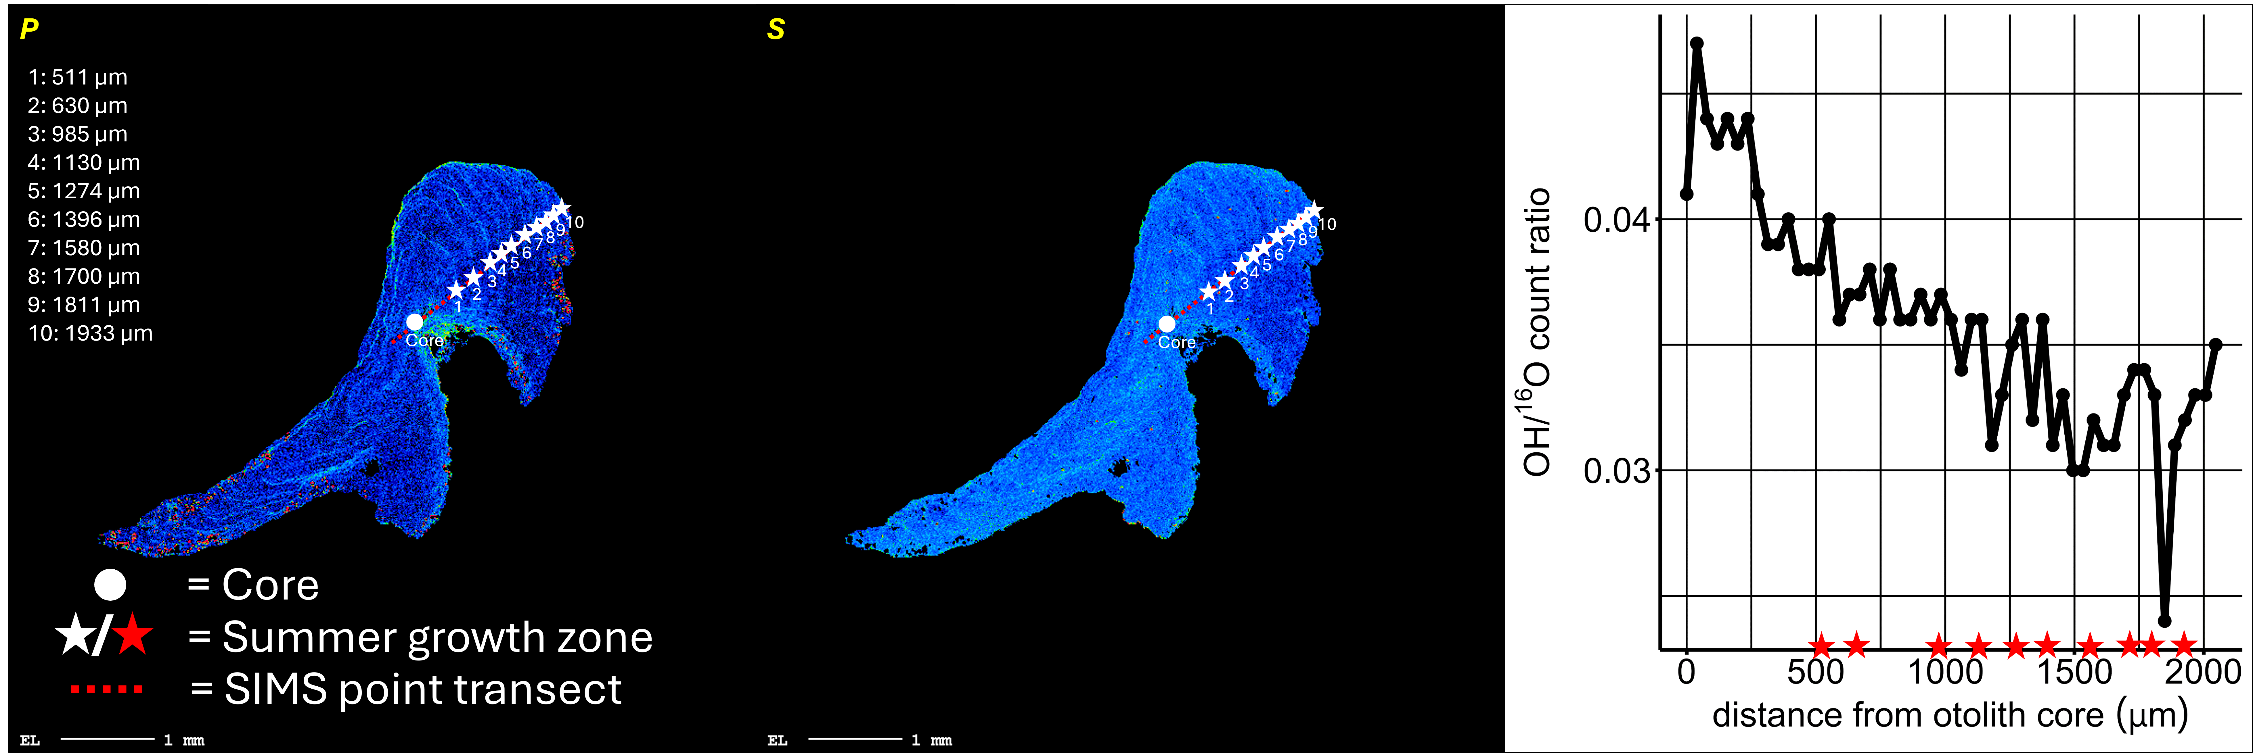 P
1: 511 µm
2: 630 µm
3: 985 µm
4: 1130 µm
5: 1274 µm
6: 1396 µm
7: 1580 µm
8: 1700 µm
9: 1811 µm
10: 1933 µm
1
2
3
4
5
6
7
8
9
10
Core
= Core
/
= Summer growth zone
= SIMS point transect
EL 1 mm
S
1
2
3
4
5
6
7
8
9
10
Core
EL 1 mm
OH/¹⁶O count ratio
0.04
0.03
0 500 1000 1500 2000
distance from otolith core (µm)